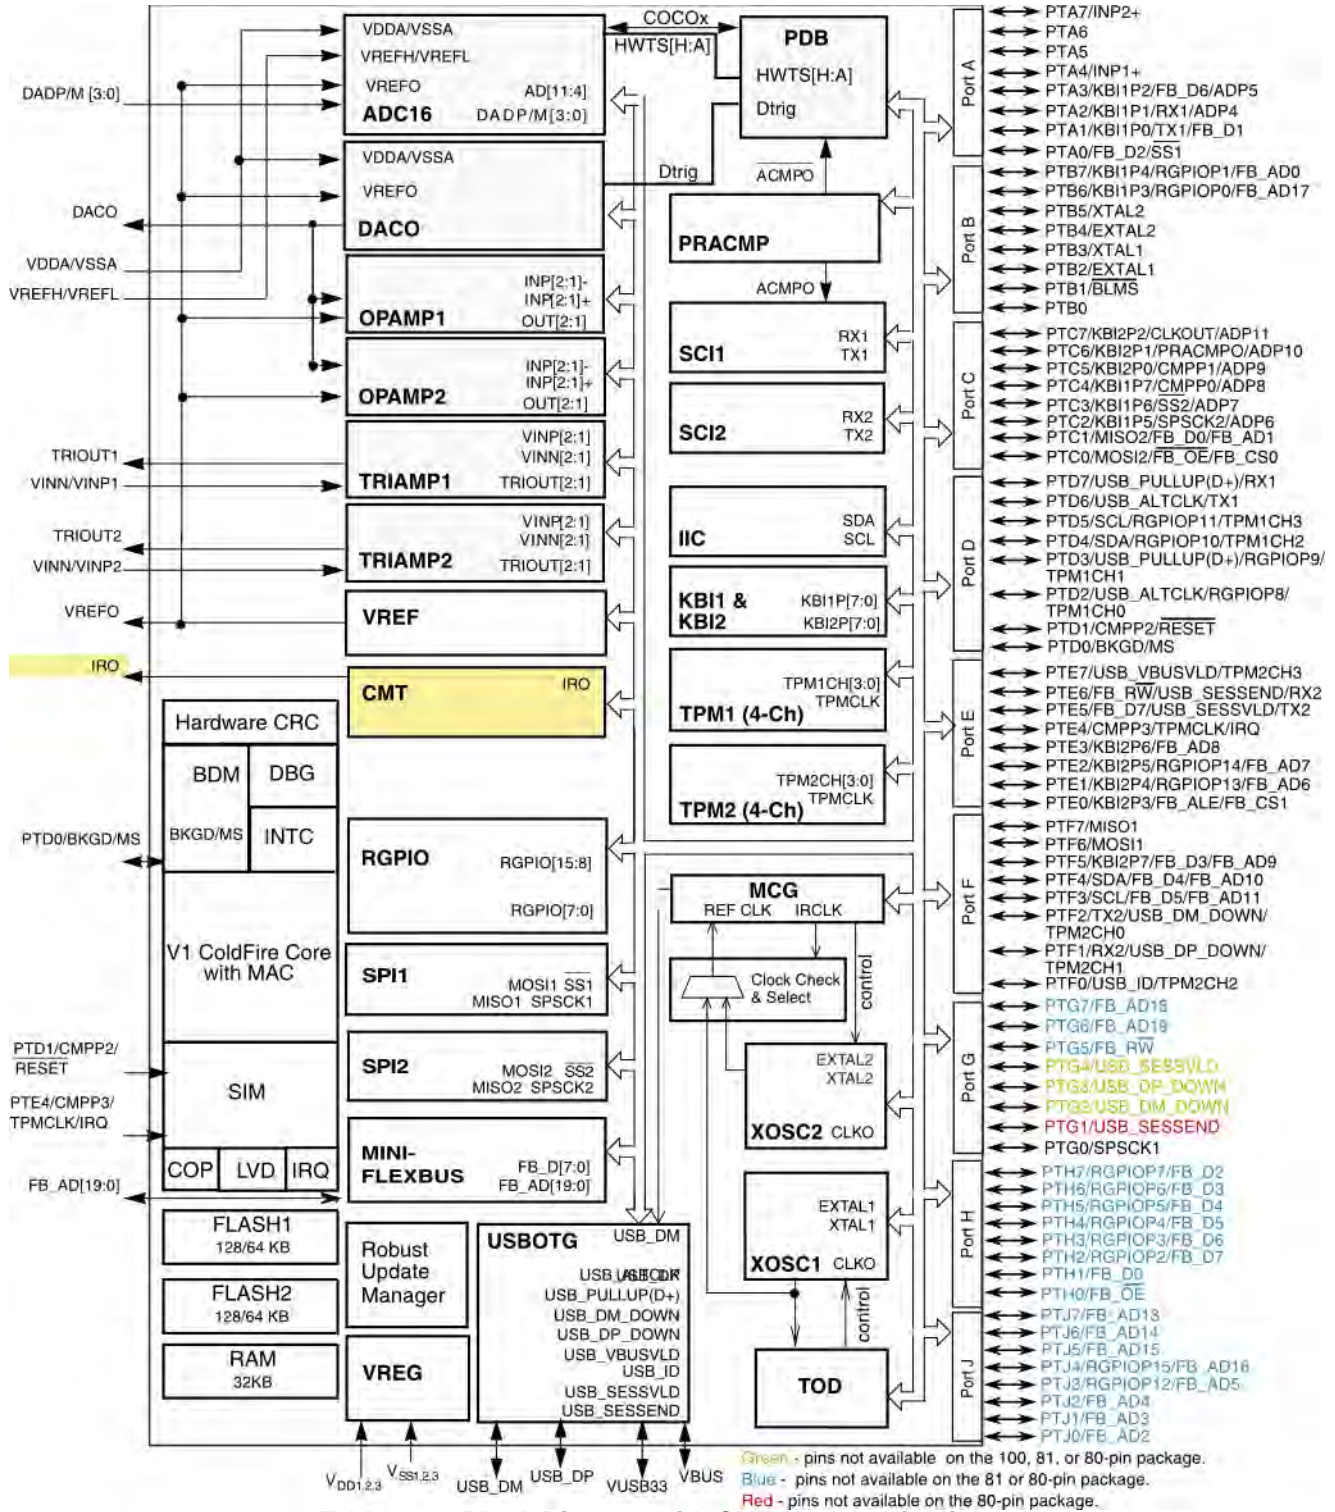 DADP/M [3:0]
DACO
VDDA/VSSA
VREFH/VREFL
TRIOUT1
VINN/VINP1
TRIOUT2
VINN/VINP2
VREFO
IRO
PTD0/BKGD/MS
PTD1/CMPP2/
RESET
PTE4/CMPP3/
TPMCLK/IRQ
FB_AD[19:0]
VDDA/VSSA
VREFH/VREFL
VREFO
AD[11:4]
ADC16
DADP/M[3:0]
VDDA/VSSA
VREFO
DACO
INP[2:1]-
INP[2:1]+
OPAMP1
OUT[2:1]
INP[2:1]-
INP[2:1]+
OPAMP2
OUT[2:1]
VINP[2:1]
VINN[2:1]
TRIAMP1
TRIOUT[2:1]
VINP[2:1]
VINN[2:1]
TRIAMP2
TRIOUT[2:1]
VREF
CMT
IRO
Hardware CRC
BDM
DBG
BKGD/MS
INTC
V1 ColdFire Core
with MAC
SIM
COP
LVD
IRQ
FLASH1
128/64 KB
FLASH2
128/64 KB
RAM
32KB
RGPIO
RGPIO[15:8]
RGPIO[7:0]
SPI1
MOSI1 SS1
MISO1 SPSCK1
SPI2
MOSI2 SS2
MISO2 SPSCK2
MINI-
FLEXBUS
FB_D[7:0]
FB_AD[19:0]
Robust
Update
Manager
VREG
USBOTG
USB_DM
USB_PULLUP(D+)
USB_DM_DOWN
USB_DP_DOWN
USB_VBUSVLD
USB_ID
USB_SESSVLD
USB_SESSEND
VDD1,2,3
VSS1,2,3
USB_DM
USB_DP
VUSB33
VBUS
COCOx
HWTS[H:A]
PDB
HWTS[H:A]
Dtrig
Dtrig
ACMPO
PRACMP
ACMPO
SCI1
RX1
TX1
SCI2
RX2
TX2
IIC
SDA
SCL
KBI1 &
KBI2
KBI1P[7:0]
KBI2P[7:0]
TPM1CH[3:0]
TPMCLK
TPM1 (4-Ch)
TPM2CH[3:0]
TPMCLK
TPM2 (4-Ch)
MCG
REF CLK
IRCLK
Clock Check
& Select
control
EXTAL2
XTAL2
XOSC2
CLKO
EXTAL1
XTAL1
XOSC1
CLKO
control
TOD
Port A
PTA7/INP2+
PTA6
PTA5
PTA4/INP1+
PTA3/KBI1P2/FB_D6/ADP5
PTA2/KBI1P1/RX1/ADP4
PTA1/KBI1P0/TX1/FB_D1
PTA0/FB_D2/SS1
Port B
PTB7/KBI1P4/RGPIOP1/FB_AD0
PTB6/KBI1P3/RGPIOP0/FB_AD17
PTB5/XTAL2
PTB4/EXTAL2
PTB3/XTAL1
PTB2/EXTAL1
PTB1/BLMS
PTB0
Port C
PTC7/KBI2P2/CLKOUT/ADP11
PTC6/KBI2P1/PRACMPO/ADP10
PTC5/KBI2P0/CMPP1/ADP9
PTC4/KBI1P7/CMPP0/ADP8
PTC3/KBI1P6/SS2/ADP7
PTC2/KBI1P5/SPSCK2/ADP6
PTC1/MISO2/FB_D0/FB_AD1
PTC0/MOSI2/FB_OE/FB_CS0
Port D
PTD7/USB_PULLUP(D+)/RX1
PTD6/USB_ALTCLK/TX1
PTD5/SCL/RGPIOP11/TPM1CH3
PTD4/SDA/RGPIOP10/TPM1CH2
PTD3/USB_PULLUP(D+)/RGPIOP9/
TPM1CH1
PTD2/USB_ALTCLK/RGPIOP8/
TPM1CH0
PTD1/CMPP2/RESET
PTD0/BKGD/MS
Port E
PTE7/USB_VBUSVLD/TPM2CH3
PTE6/FB_RW/USB_SESSEND/RX2
PTE5/FB_D7/USB_SESSVLD/TX2
PTE4/CMPP3/TPMCLK/IRQ
PTE3/KBI2P6/FB_AD8
PTE2/KBI2P5/RGPIOP14/FB_AD7
PTE1/KBI2P4/RGPIOP13/FB_AD6
PTE0/KBI2P3/FB_ALE/FB_CS1
Port F
PTF7/MISO1
PTF6/MOSI1
PTF5/KBI2P7/FB_D3/FB_AD9
PTF4/SDA/FB_D4/FB_AD10
PTF3/SCL/FB_D5/FB_AD11
PTF2/TX2/USB_DM_DOWN/
TPM2CH0
PTF1/RX2/USB_DP_DOWN/
TPM2CH1
PTF0/USB_ID/TPM2CH2
Port G
PTG7/FB_AD18
PTG6/FB_AD19
PTG5/FB_RW
PTG4/USB_SESSVLD
PTG3/USB_DP_DOWN
PTG2/USB_DM_DOWN
PTG1/USB_SESSEND
PTG0/SPSCK1
Port H
PTH7/RGPIOP7/FB_D2
PTH6/RGPIOP6/FB_D3
PTH5/RGPIOP5/FB_D4
PTH4/RGPIOP4/FB_D5
PTH3/RGPIOP3/FB_D6
PTH2/RGPIOP2/FB_D7
PTH1/FB_D0
PTH0/FB_OE
Port J
PTJ7/FB_AD13
PTJ6/FB_AD14
PTJ5/FB_AD15
PTJ4/RGPIOP15/FB_AD16
PTJ3/RGPIOP12/FB_AD5
PTJ2/FB_AD4
PTJ1/FB_AD3
PTJ0/FB_AD2
Green - pins not available on the 100, 81, or 80-pin package.
Blue - pins not available on the 81 or 80-pin package.
Red - pins not available on the 80-pin package.